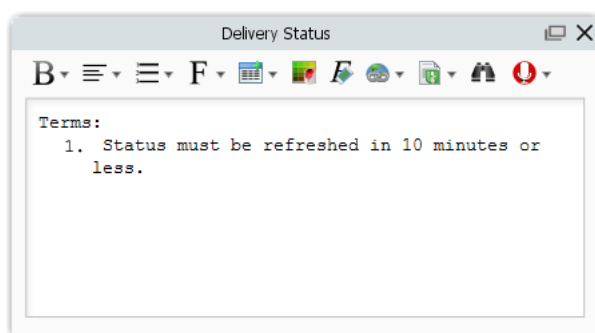 Delivery Status
B F F
Terms:
1. Status must be refreshed in 10 minutes or
less.